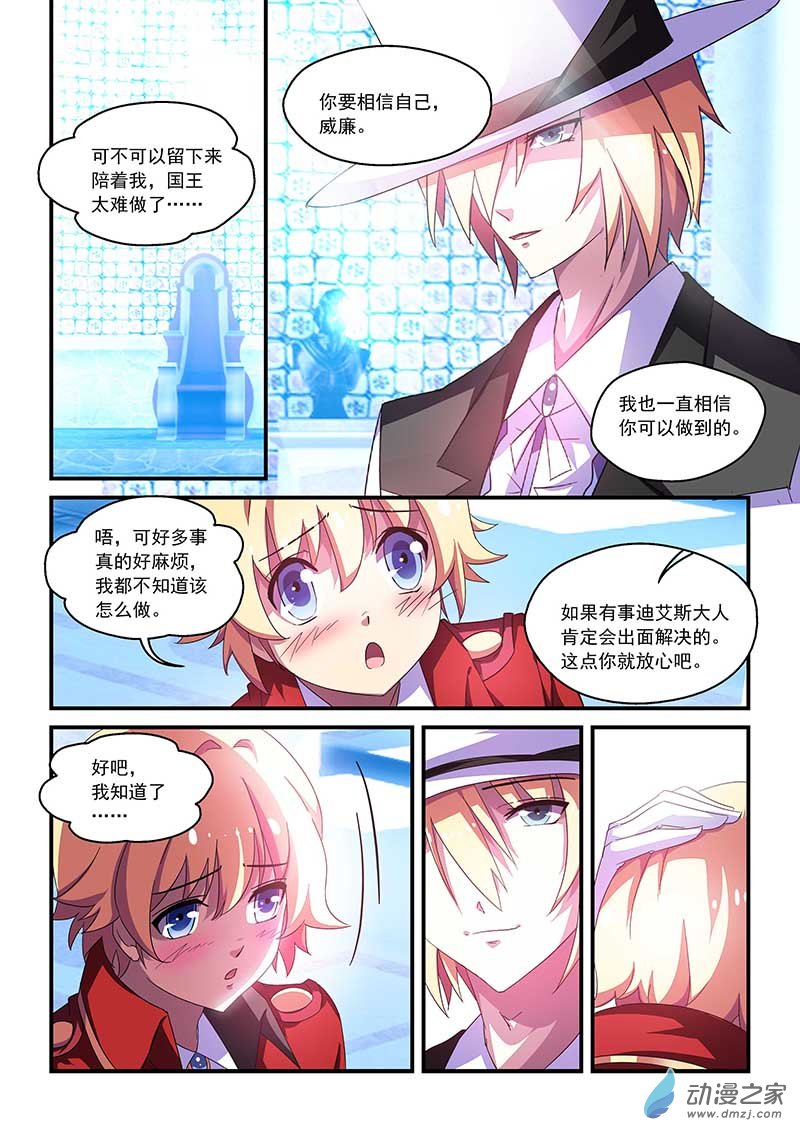 可不可以留下来
陪着我，国王
太难做了……
你要相信自己，
威廉。
我也一直相信
你可以做到的。
唔，可好多事
真的好麻烦，
我都不知道该
怎么做。
如果有事迪艾斯大人
肯定会出面解决的。
这点你就放心吧。
好吧，
我知道了
……
动漫之家
www.dmzj.com